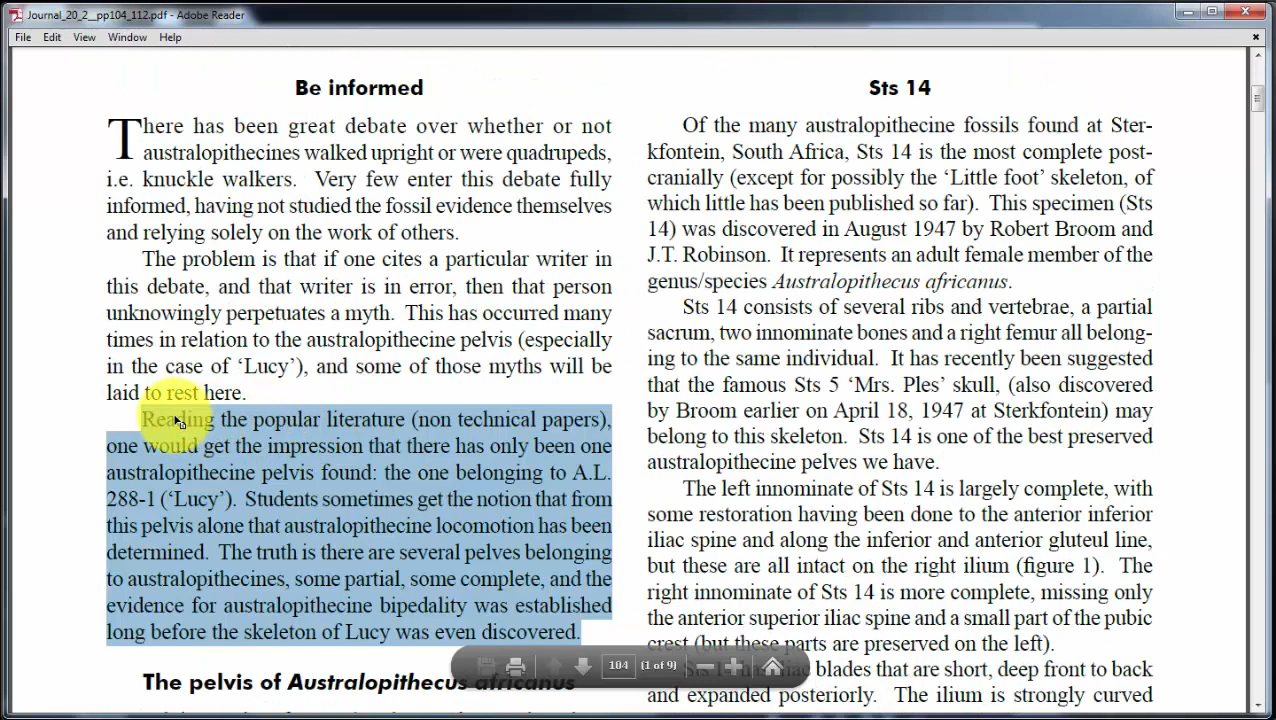 Journal_20_2__pp104_112.pdf - Adobe Reader
File Edit View Window Help
Be informed
There has been great debate over whether or not
australopithecines walked upright or were quadrupeds,
i.e. knuckle walkers. Very few enter this debate fully
informed, having not studied the fossil evidence themselves
and relying solely on the work of others.
The problem is that if one cites a particular writer in
this debate, and that writer is in error, then that person
unknowingly perpetuates a myth. This has occurred many
times in relation to the australopithecine pelvis (especially
in the case of ‘Lucy’), and some of those myths will be
laid to rest here.
Reading the popular literature (non technical papers),
one would get the impression that there has only been one
australopithecine pelvis found: the one belonging to A.L.
288-1 (‘Lucy’). Students sometimes get the notion that from
this pelvis alone that australopithecine locomotion has been
determined. The truth is there are several pelves belonging
to australopithecines, some partial, some complete, and the
evidence for australopithecine bipedality was established
long before the skeleton of Lucy was even discovered.
The pelvis of Australopithecus africanus
Sts 14
Of the many australopithecine fossils found at Ster-
kfontein, South Africa, Sts 14 is the most complete post-
cranially (except for possibly the ‘Little foot’ skeleton, of
which little has been published so far). This specimen (Sts
14) was discovered in August 1947 by Robert Broom and
J.T. Robinson. It represents an adult female member of the
genus/species Australopithecus africanus.
Sts 14 consists of several ribs and vertebrae, a partial
sacrum, two innominate bones and a right femur all belong-
ing to the same individual. It has recently been suggested
that the famous Sts 5 ‘Mrs. Ples’ skull, (also discovered
by Broom earlier on April 18, 1947 at Sterkfontein) may
belong to this skeleton. Sts 14 is one of the best preserved
australopithecine pelves we have.
The left innominate of Sts 14 is largely complete, with
some restoration having been done to the anterior inferior
iliac spine and along the inferior and anterior gluteul line,
but these are all intact on the right ilium (figure 1). The
right innominate of Sts 14 is more complete, missing only
the anterior superior iliac spine and a small part of the pubic
crest (but these parts are preserved on the left).
Sts 14 has iliac blades that are short, deep front to back
and expanded posteriorly. The ilium is strongly curved
104 (1 of 9)